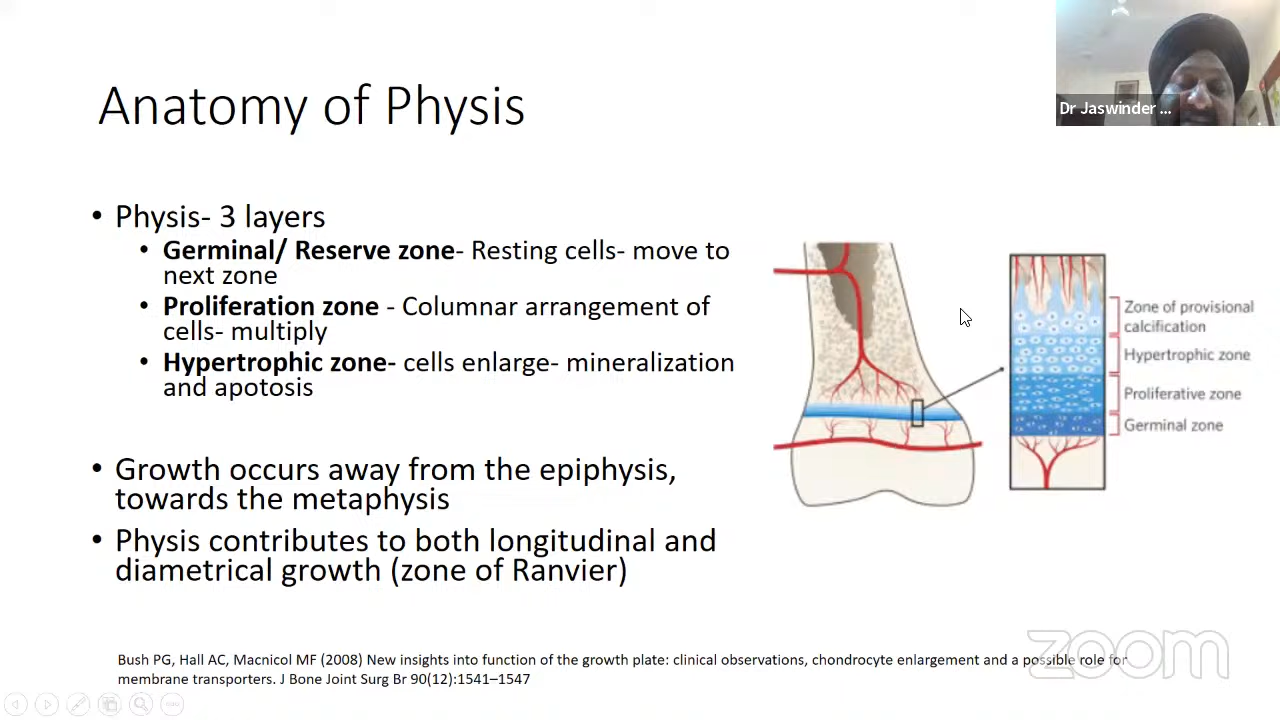 Dr Jaswinder ...
Anatomy of Physis
• Physis- 3 layers
• Germinal/ Reserve zone- Resting cells- move to
next zone
• Proliferation zone - Columnar arrangement of
cells- multiply
• Hypertrophic zone- cells enlarge- mineralization
and apotosis
• Growth occurs away from the epiphysis,
towards the metaphysis
• Physis contributes to both longitudinal and
diametrical growth (zone of Ranvier)
Zone of provisional
calcification
Hypertrophic zone
Proliferative zone
Germinal zone
Bush PG, Hall AC, Macnicol MF (2008) New insights into function of the growth plate: clinical observations, chondrocyte enlargement and a possible role for
membrane transporters. J Bone Joint Surg Br 90(12):1541–1547
zoom